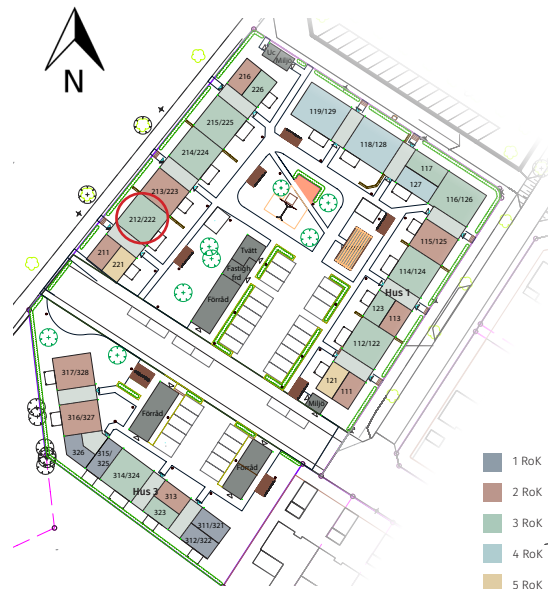 N
Uc
Miljö
216
226
215/225
214/224
213/223
212/222
211
221
119/129
118/128
117
127
116/126
115/125
114/124
Hus 1
123
113
112/122
121
111
Miljö
Tvätt
Fastigh
frd
Förråd
317/328
316/327
326
315/
325
314/324
Hus 3
313
323
311/321
312/322
Förråd
Förråd
1 RoK
2 RoK
3 RoK
4 RoK
5 RoK